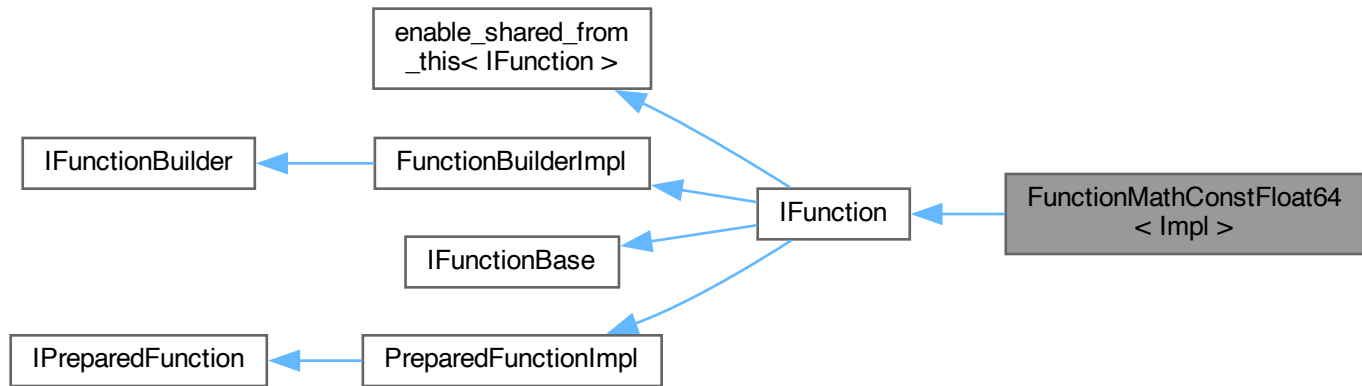 enable_shared_from
_this< IFunction >
IFunctionBuilder
FunctionBuilderImpl
IFunction
FunctionMathConstFloat64
< Impl >
IFunctionBase
IPreparedFunction
PreparedFunctionImpl